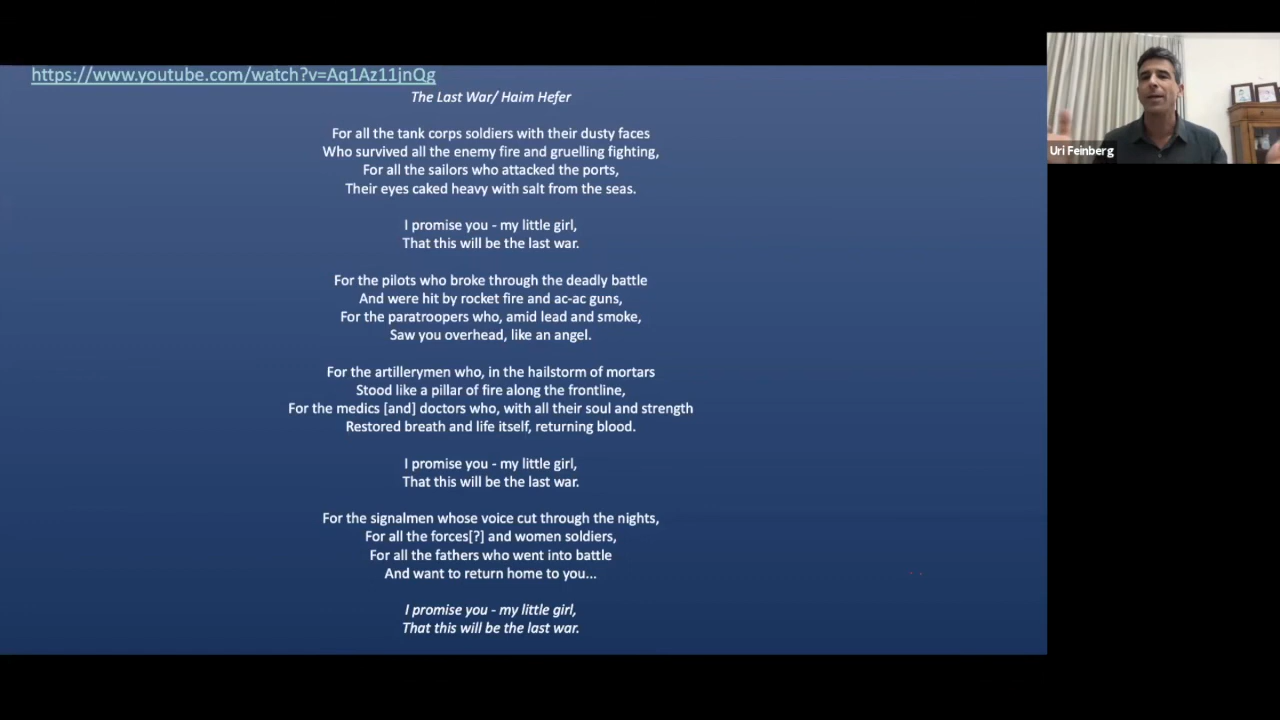 https://www.youtube.com/watch?v=Aq1Az11jnQg
The Last War/ Haim Hefer
For all the tank corps soldiers with their dusty faces
Who survived all the enemy fire and gruelling fighting,
For all the sailors who attacked the ports,
Their eyes caked heavy with salt from the seas.
I promise you - my little girl,
That this will be the last war.
For the pilots who broke through the deadly battle
And were hit by rocket fire and ac-ac guns,
For the paratroopers who, amid lead and smoke,
Saw you overhead, like an angel.
For the artillerymen who, in the hailstorm of mortars
Stood like a pillar of fire along the frontline,
For the medics [and] doctors who, with all their soul and strength
Restored breath and life itself, returning blood.
I promise you - my little girl,
That this will be the last war.
For the signalmen whose voice cut through the nights,
For all the forces[?] and women soldiers,
For all the fathers who went into battle
And want to return home to you...
I promise you - my little girl,
That this will be the last war.
Uri Feinberg